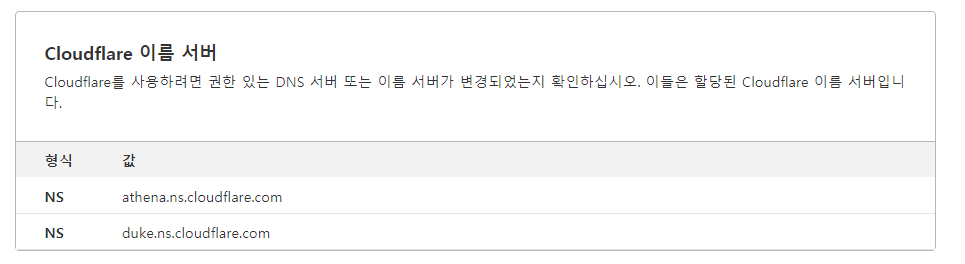 Cloudflare 이름 서버
Cloudflare를 사용하려면 권한 있는 DNS 서버 또는 이름 서버가 변경되었는지 확인하십시오. 이들은 할당된 Cloudflare 이름 서버입니
다.
형식 값
NS athena.ns.cloudflare.com
NS duke.ns.cloudflare.com